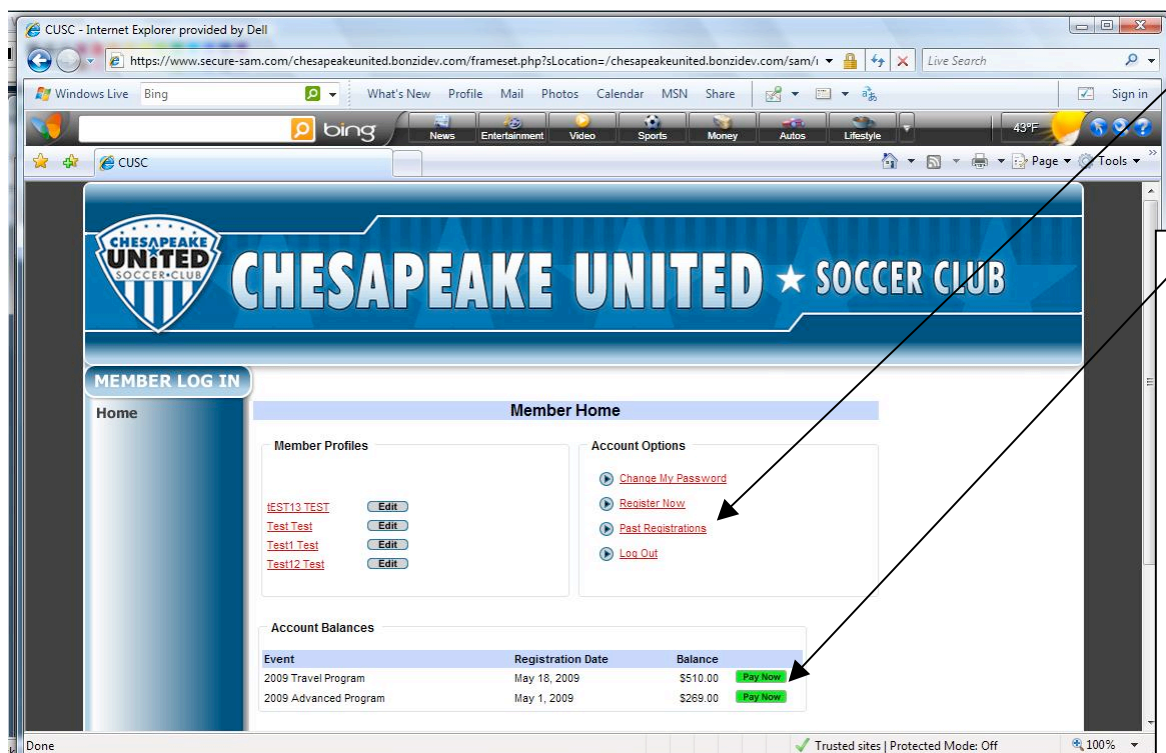 CUSC - Internet Explorer provided by Dell
https://www.secure-sam.com/chesapeakeunited.bonzidev.com/frameset.php?sLocation=/chesapeakeunited.bonzidev.com/sam/
Live Search
Windows Live Bing What's New Profile Mail Photos Calendar MSN Share Sign in
bing News Entertainment Video Sports Money Autos Lifestyle 43°F
CUSC Page Tools
CHESAPEAKE
UNITED
SOCCER CLUB
CHESAPEAKE UNITED ★ SOCCER CLUB
MEMBER LOG IN
Home
Member Home
Member Profiles
tEST13 TEST Edit
Test Test Edit
Test1 Test Edit
Test12 Test Edit
Account Options
Change My Password
Register Now
Past Registrations
Log Out
Account Balances
Event Registration Date Balance
2009 Travel Program May 18, 2009 $510.00 Pay Now
2009 Advanced Program May 1, 2009 $269.00 Pay Now
Done Trusted sites | Protected Mode: Off 100%